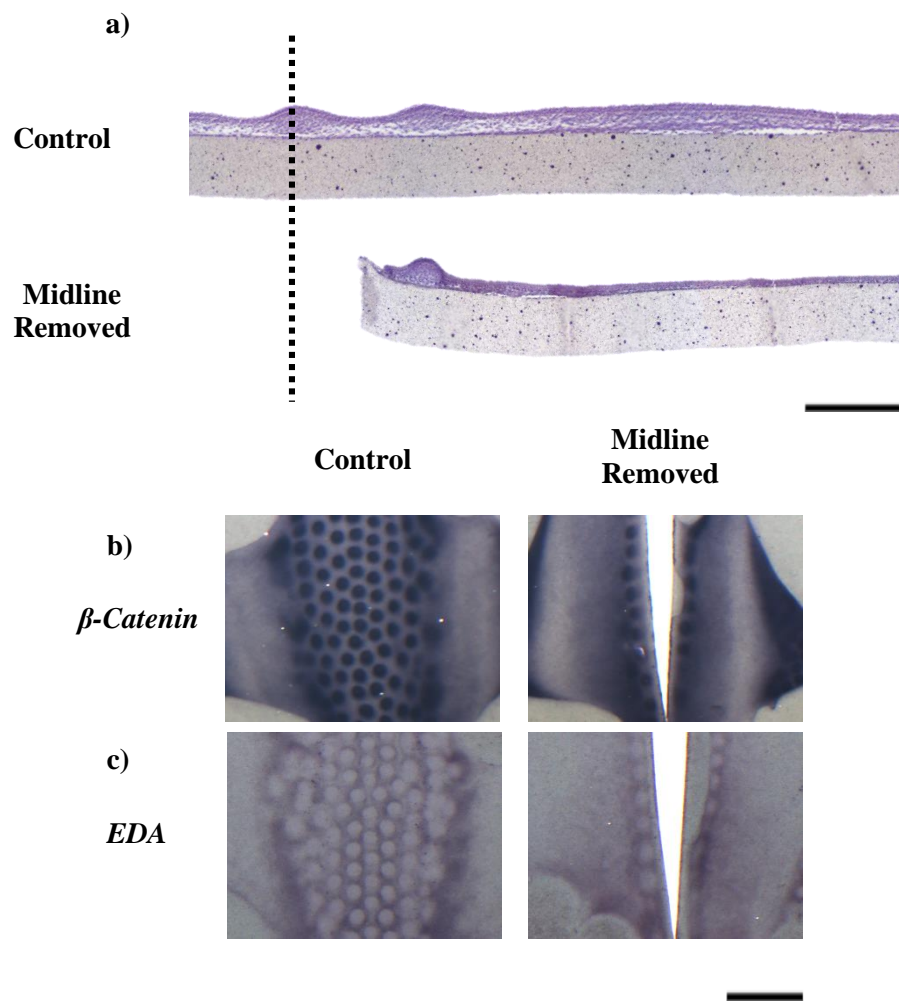 a)
Control
Midline
Removed
Control
Midline
Removed
b)
β-Catenin
c)
EDA